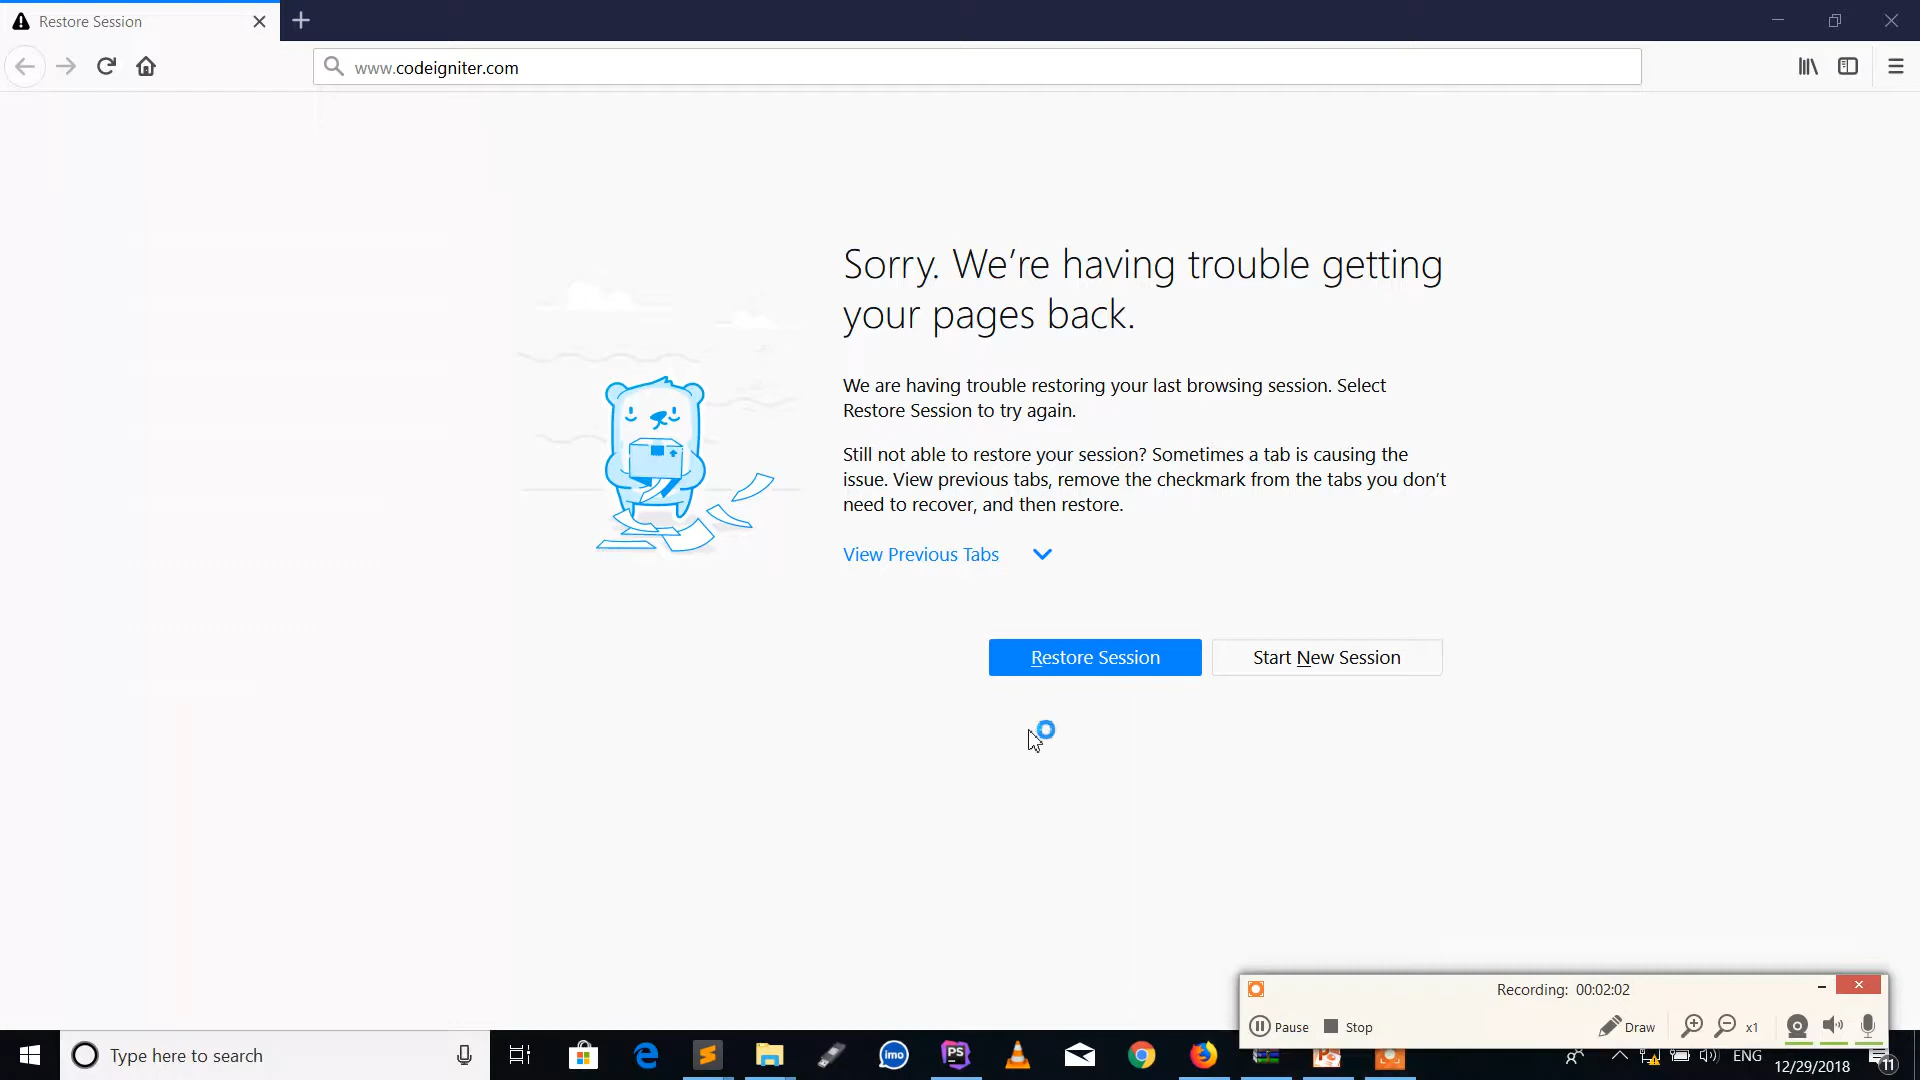 Restore Session
www.codeigniter.com
Sorry. We’re having trouble getting
your pages back.
We are having trouble restoring your last browsing session. Select
Restore Session to try again.
Still not able to restore your session? Sometimes a tab is causing the
issue. View previous tabs, remove the checkmark from the tabs you don’t
need to recover, and then restore.
View Previous Tabs
Restore Session
Start New Session
Recording: 00:02:02
Pause
Stop
Draw
x1
Type here to search
imo
PS
ENG
12/29/2018
11